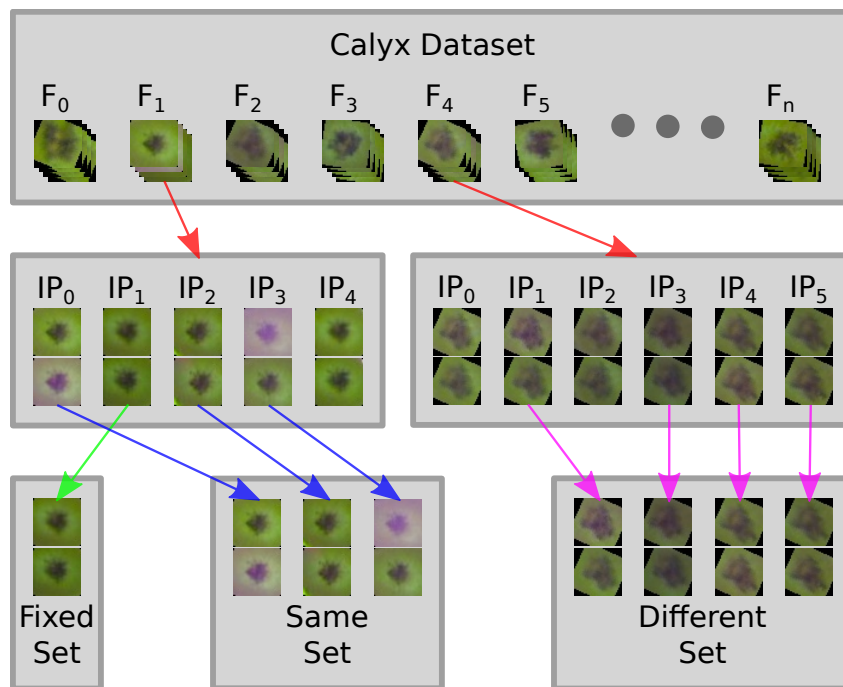 Calyx Dataset
F0 F1 F2 F3 F4 F5 Fn
IP0 IP1 IP2 IP3 IP4
IP0 IP1 IP2 IP3 IP4 IP5
Fixed
Set
Same
Set
Different
Set